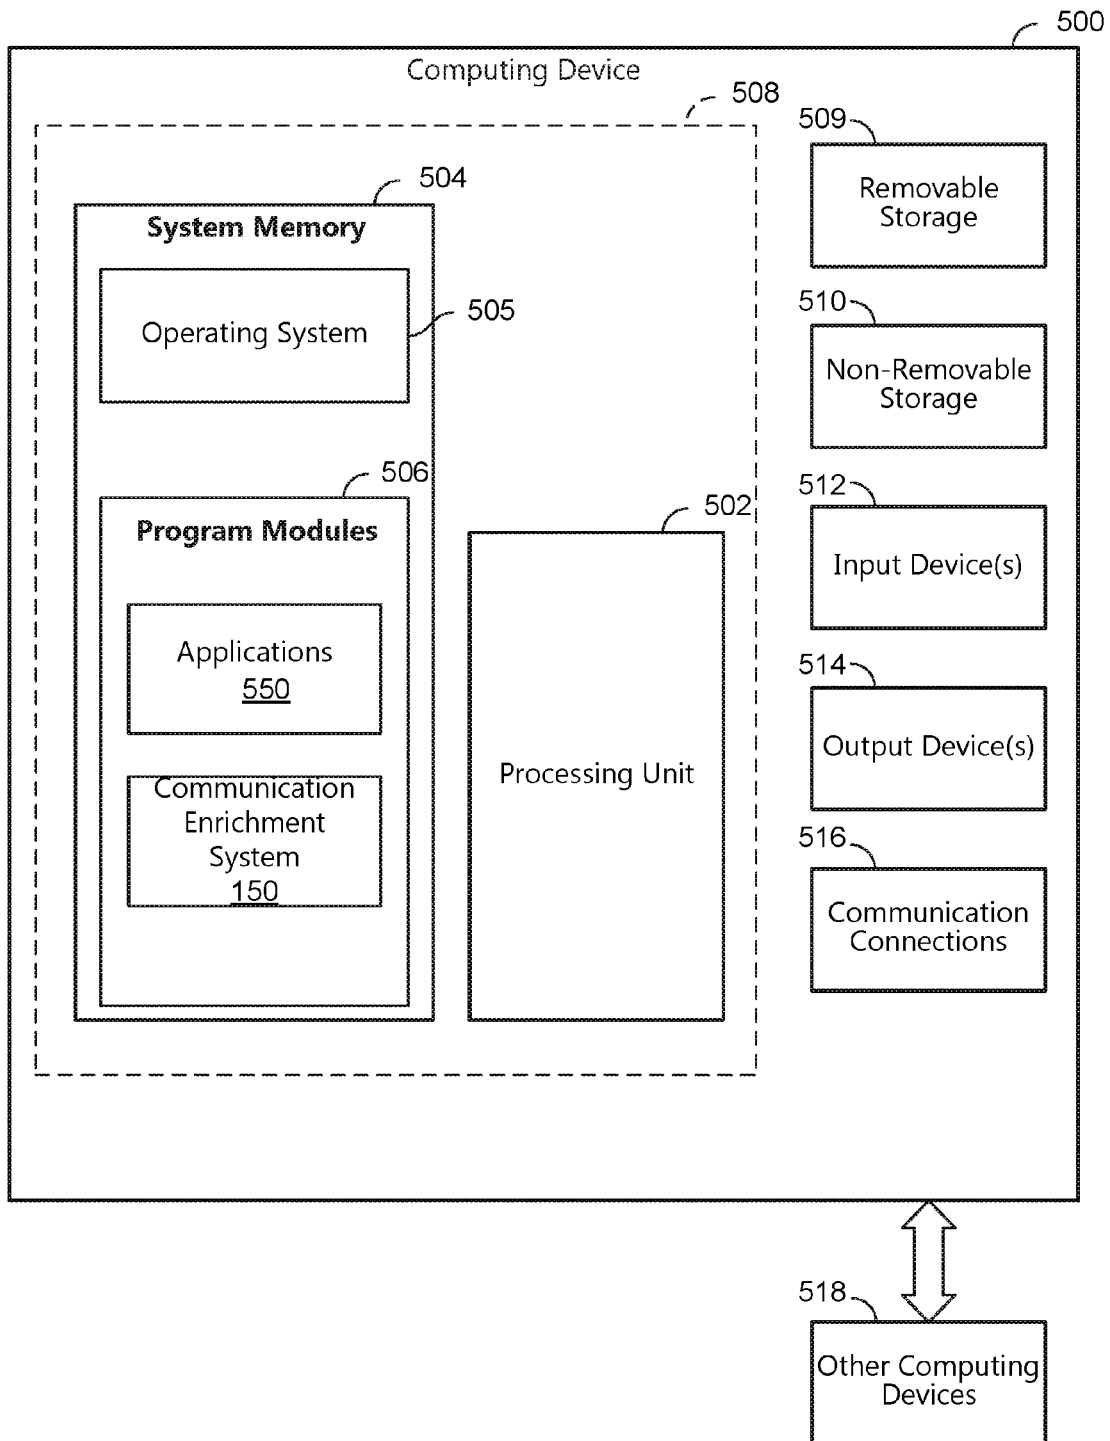 500
Computing Device
508
509
Removable
Storage
504
System Memory
Operating System
505
510
Non-Removable
Storage
506
Program Modules
502
512
Input Device(s)
Applications
550
514
Output Device(s)
Processing Unit
Communication
Enrichment
System
150
516
Communication
Connections
518
Other Computing
Devices